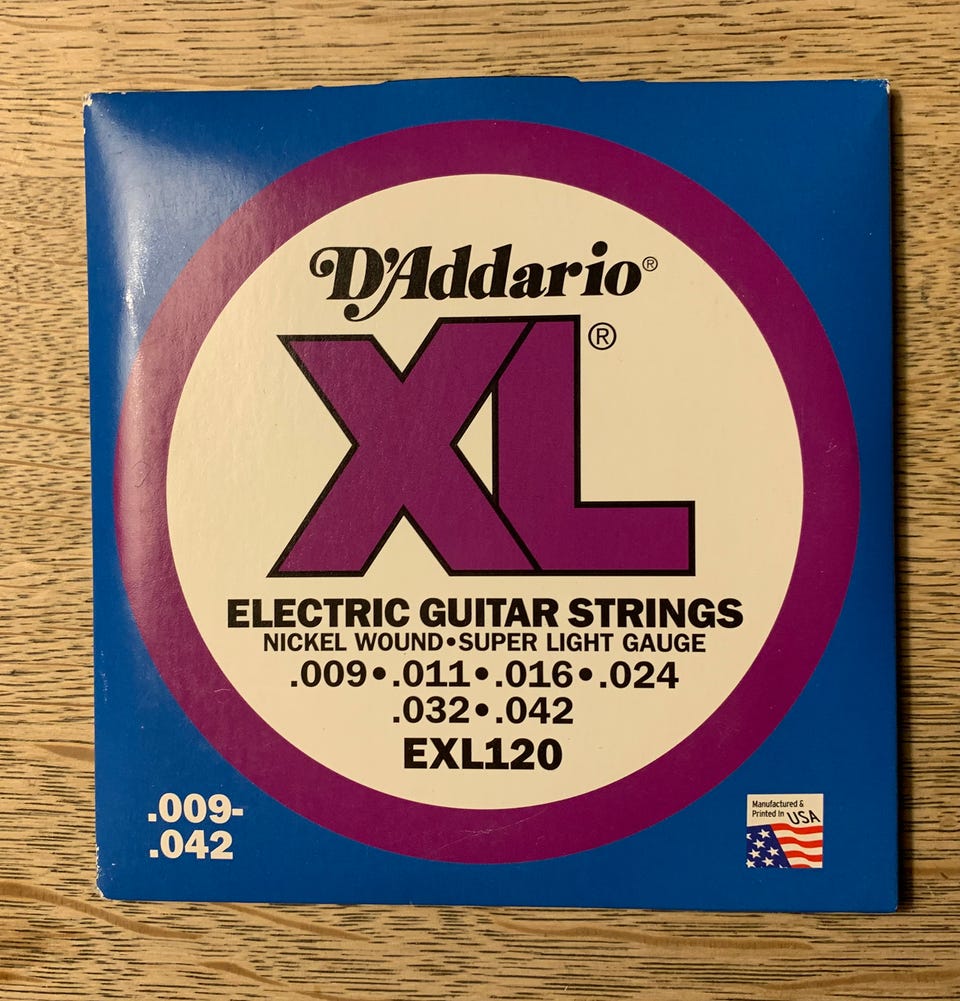 D'Addario®
XL®
ELECTRIC GUITAR STRINGS
NICKEL WOUND•SUPER LIGHT GAUGE
.009•.011•.016•.024
.032•.042
EXL120
.009-
.042
Manufactured &
Printed In USA